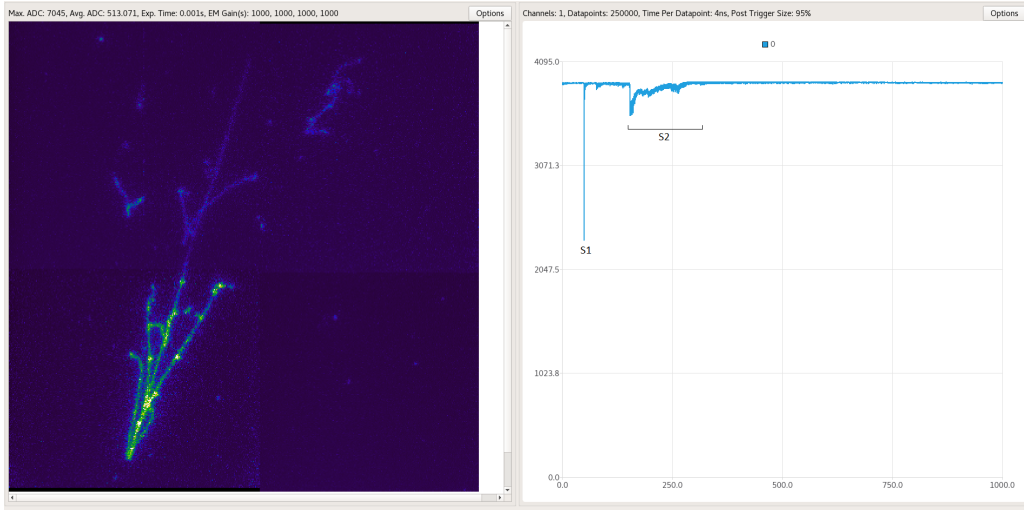 Max. ADC: 7045, Avg. ADC: 513.071, Exp. Time: 0.001s, EM Gain(s): 1000, 1000, 1000, 1000
Options
Channels: 1, Datapoints: 250000, Time Per Datapoint: 4ns, Post Trigger Size: 95%
Options
0
4095.0
3071.3
2047.5
1023.8
0.0
S2
S1
0.0 250.0 500.0 750.0 1000.0